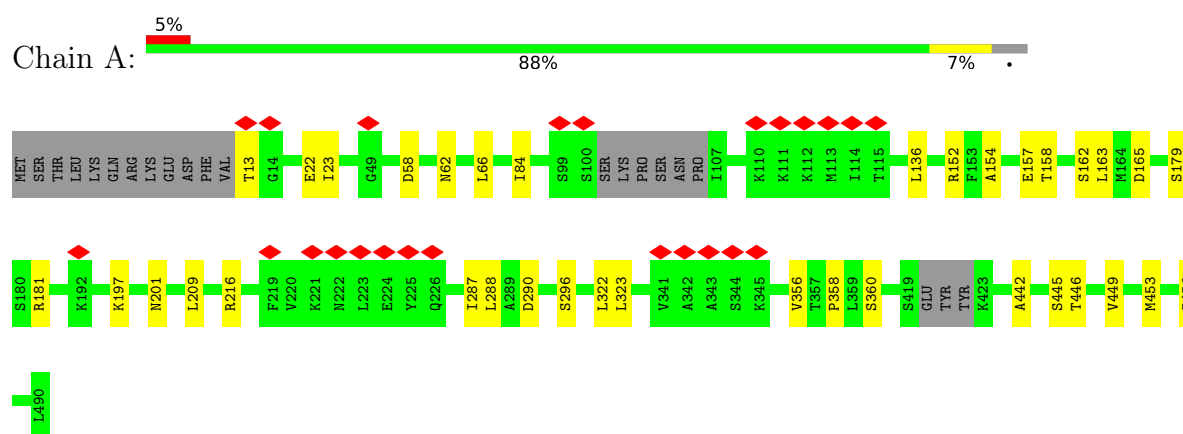 5%
Chain A:
88% 7% •
MET SER THR LEU LYS GLN ARG LYS GLU ASP PHE VAL T13 G14 E22 I23 G49 D58 N62 L66 I84 S99 S100 SER LYS PRO SER ASN PRO I107 K110 K111 K112 M113 I114 T115 L136 R152 F153 A154 E157 T158 S162 L163 M164 D165 S179
S180 R181 K192 K197 N201 L209 R216 F219 V220 K221 N222 L223 E224 Y225 Q226 I287 L288 A289 D290 S296 L322 L323 V341 A342 A343 S344 K345 V356 T357 P358 L359 S360 S419 GLU TYR TYR K423 A442 S445 T446 V449 M453
L490